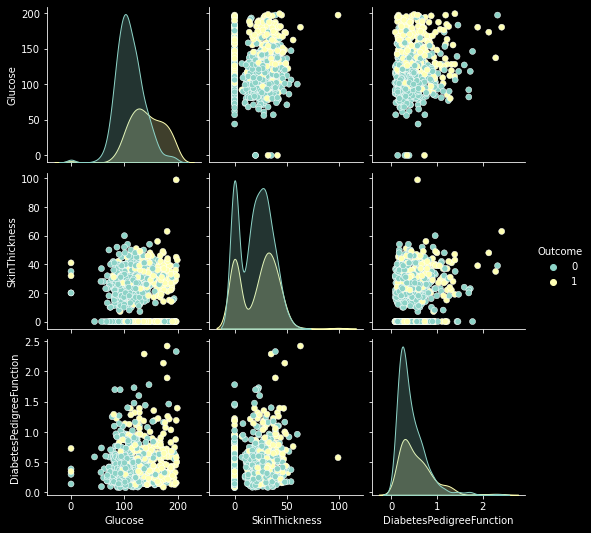 Glucose
200
150
100
50
0
SkinThickness
100
80
60
40
20
0
Outcome
0
1
DiabetesPedigreeFunction
2.5
2.0
1.5
1.0
0.5
0.0
0 100 200
0 50 100
0 1 2
Glucose
SkinThickness
DiabetesPedigreeFunction